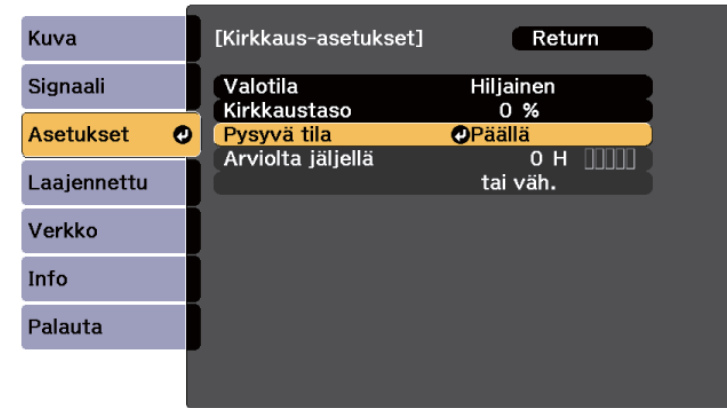 Kuva
Signaali
Asetukset
Laajennettu
Verkko
Info
Palauta
[Kirkkaus-asetukset] Return
Valotila Hiljainen
Kirkkaustaso 0 %
Pysyvä tila Päällä
Arviolta jäljellä 0 H
tai väh.